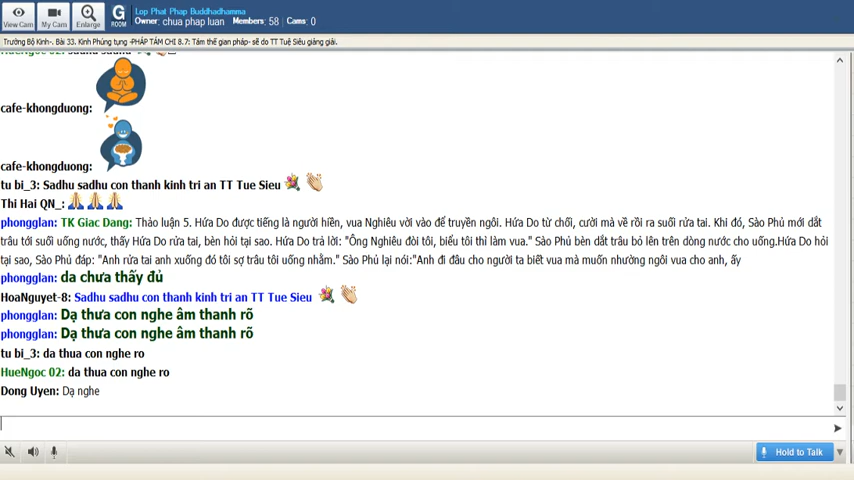 View Cam
My Cam
Enlarge
G
ROOM
Lop Phat Phap Buddhadhamma
Owner: chua phap luan Members: 58 Cams: 0
Trường Bộ Kinh-. Bài 33. Kinh Phúng tụng -PHÁP TÁM CHI 8.7: Tám thế gian pháp- sẽ do TT Tuệ Siêu giảng giải.
HueNgoc 02: sadhu sadhu
cafe-khongduong:
cafe-khongduong:
tu bi_3: Sadhu sadhu con thanh kinh tri an TT Tue Sieu
Thi Hai QN_:
phongglan: TK Giac Dang: Thảo luận 5. Hứa Do được tiếng là người hiền, vua Nghiêu vời vào để truyền ngôi. Hứa Do từ chối, cười mà về rồi ra suối rửa tai. Khi đó, Sào Phủ mới dắt
trâu tới suối uống nước, thấy Hứa Do rửa tai, bèn hỏi tại sao. Hứa Do trả lời: "Ông Nghiêu đòi tôi, biểu tôi thì làm vua." Sào Phủ bèn dắt trâu bỏ lên trên dòng nước cho uống.Hứa Do hỏi
tại sao, Sào Phủ đáp: "Anh rửa tai anh xuống đó tôi sợ trâu tôi uống nhằm." Sào Phủ lại nói:"Anh đi đâu cho người ta biết vua mà muốn nhường ngôi vua cho anh, ấy
phongglan: da chưa thấy đủ
HoaNguyet-8: Sadhu sadhu con thanh kinh tri an TT Tue Sieu
phongglan: Dạ thưa con nghe âm thanh rõ
phongglan: Dạ thưa con nghe âm thanh rõ
tu bi_3: da thua con nghe ro
HueNgoc 02: da thua con nghe ro
Dong Uyen: Dạ nghe
Hold to Talk